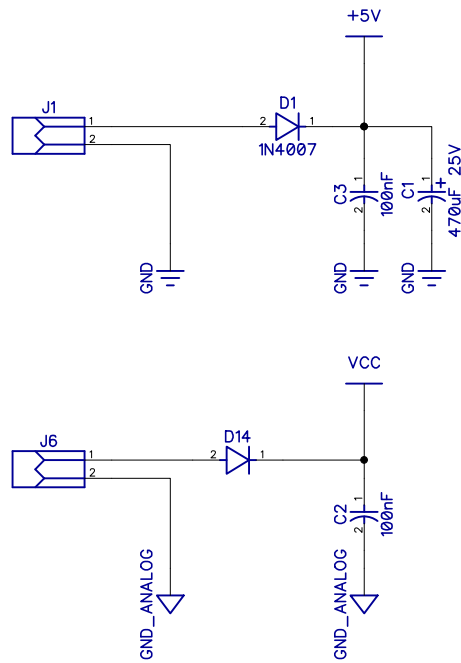 +5V
J1
1
2
2
D1
1
1N4007
GND
C3
1
2
100nF
GND
C1
1
2
+
470uF 25V
GND
VCC
J6
1
2
2
D14
1
GND_ANALOG
C2
1
2
100nF
GND_ANALOG